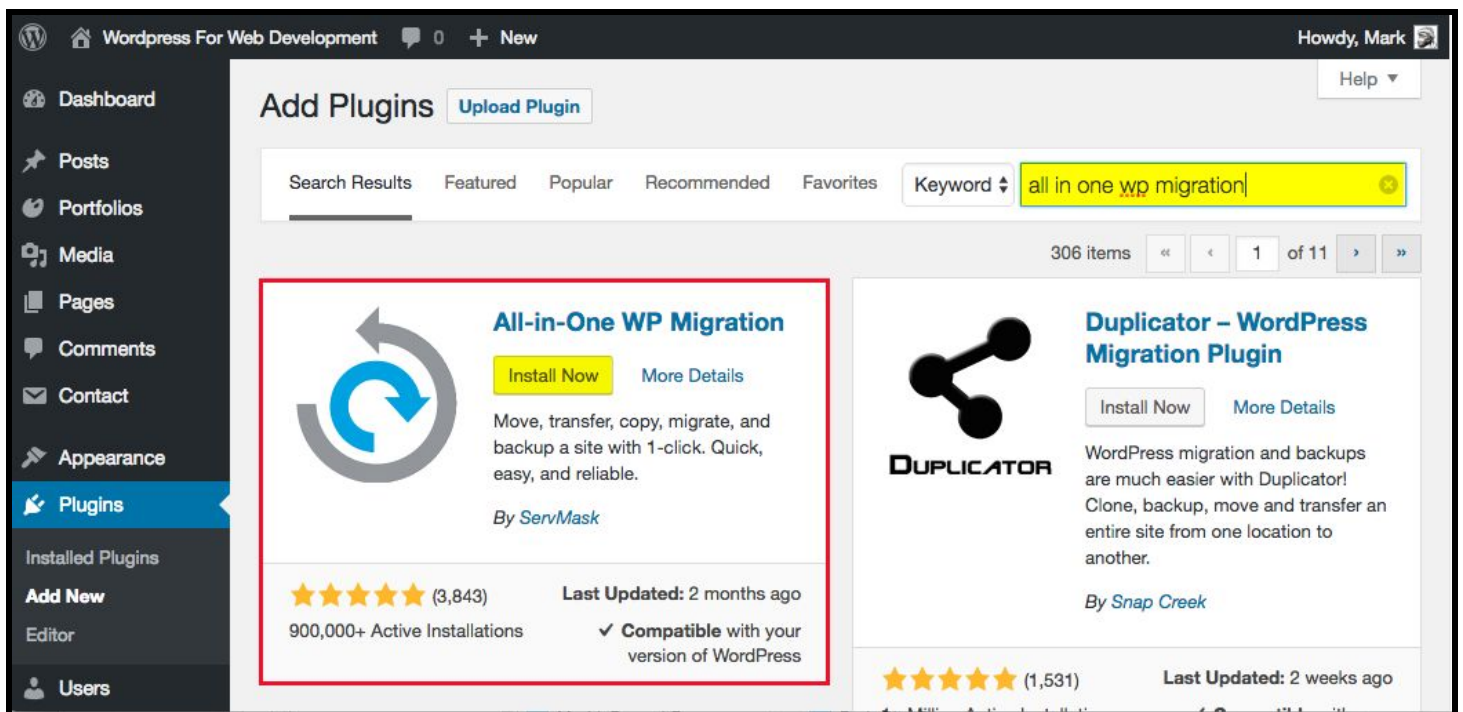 Wordpress For Web Development 0 + New Howdy, Mark
Help
Dashboard
Posts
Portfolios
Media
Pages
Comments
Contact
Appearance
Plugins
Installed Plugins
Add New
Editor
Users
Add Plugins Upload Plugin
Search Results Featured Popular Recommended Favorites Keyword all in one wp migration
306 items « ‹ 1 of 11 › »
All-in-One WP Migration
Install Now More Details
Move, transfer, copy, migrate, and
backup a site with 1-click. Quick,
easy, and reliable.
By ServMask
(3,843) Last Updated: 2 months ago
900,000+ Active Installations ✓ Compatible with your
version of WordPress
DUPLICATOR
Duplicator – WordPress
Migration Plugin
Install Now More Details
WordPress migration and backups
are much easier with Duplicator!
Clone, backup, move and transfer an
entire site from one location to
another.
By Snap Creek
(1,531) Last Updated: 2 weeks ago